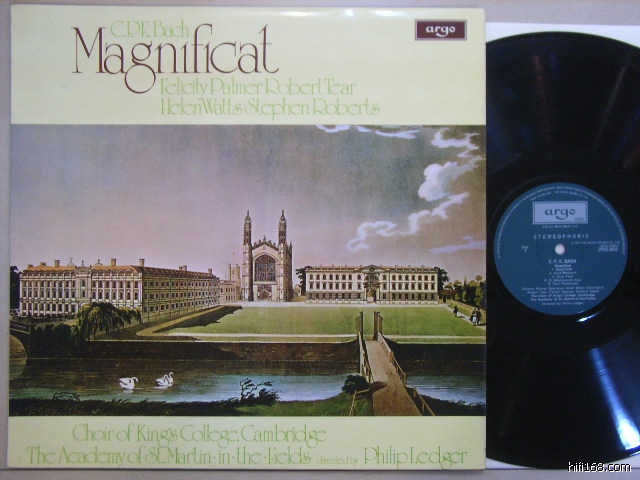 C.P.E. Bach
Magnificat
Felicity Palmer Robert Tear
Helen Watts Stephen Roberts
argo
Choir of King's College, Cambridge
The Academy of St. Martin-in-the-Fields directed by Philip Ledger
argo
STEREOPHONIC
C. P. E. BACH
hifi168.com